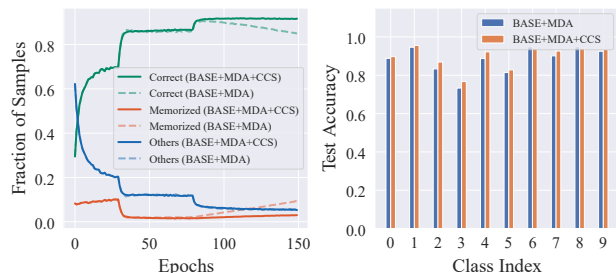 Fraction of Samples
0.8
0.6
0.4
0.2
0.0
Correct (BASE+MDA+CCS)
Correct (BASE+MDA)
Memorized (BASE+MDA+CCS)
Memorized (BASE+MDA)
Others (BASE+MDA+CCS)
Others (BASE+MDA)
0 50 100 150
Epochs
Test Accuracy
1.0
0.8
0.6
0.4
0.2
0.0
BASE+MDA
BASE+MDA+CCS
0 1 2 3 4 5 6 7 8 9
Class Index